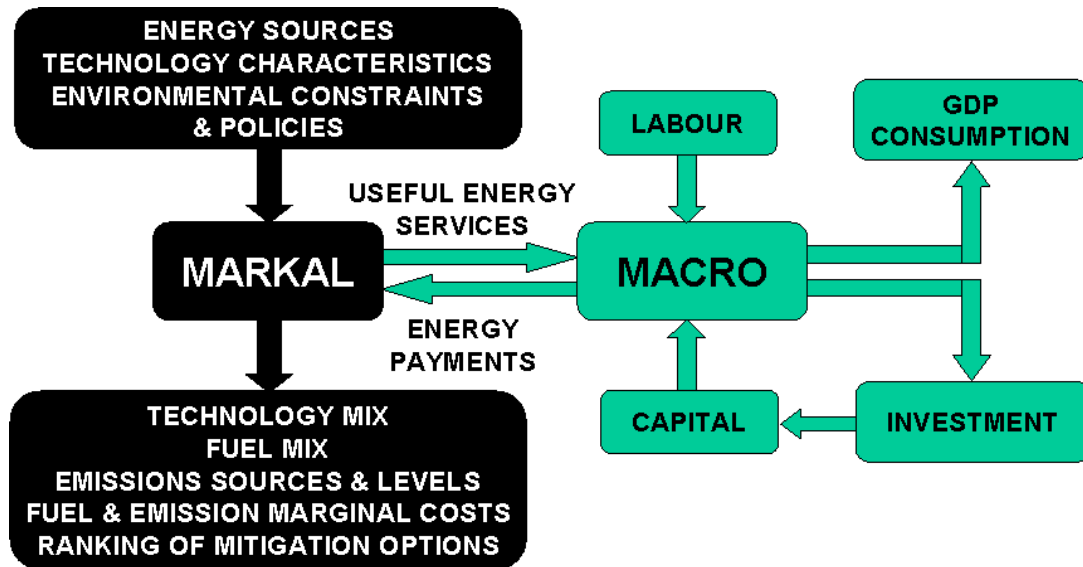 ENERGY SOURCES
TECHNOLOGY CHARACTERISTICS
ENVIRONMENTAL CONSTRAINTS
& POLICIES
LABOUR
GDP
CONSUMPTION
USEFUL ENERGY
SERVICES
MARKAL
MACRO
ENERGY
PAYMENTS
TECHNOLOGY MIX
FUEL MIX
EMISSIONS SOURCES & LEVELS
FUEL & EMISSION MARGINAL COSTS
RANKING OF MITIGATION OPTIONS
CAPITAL
INVESTMENT